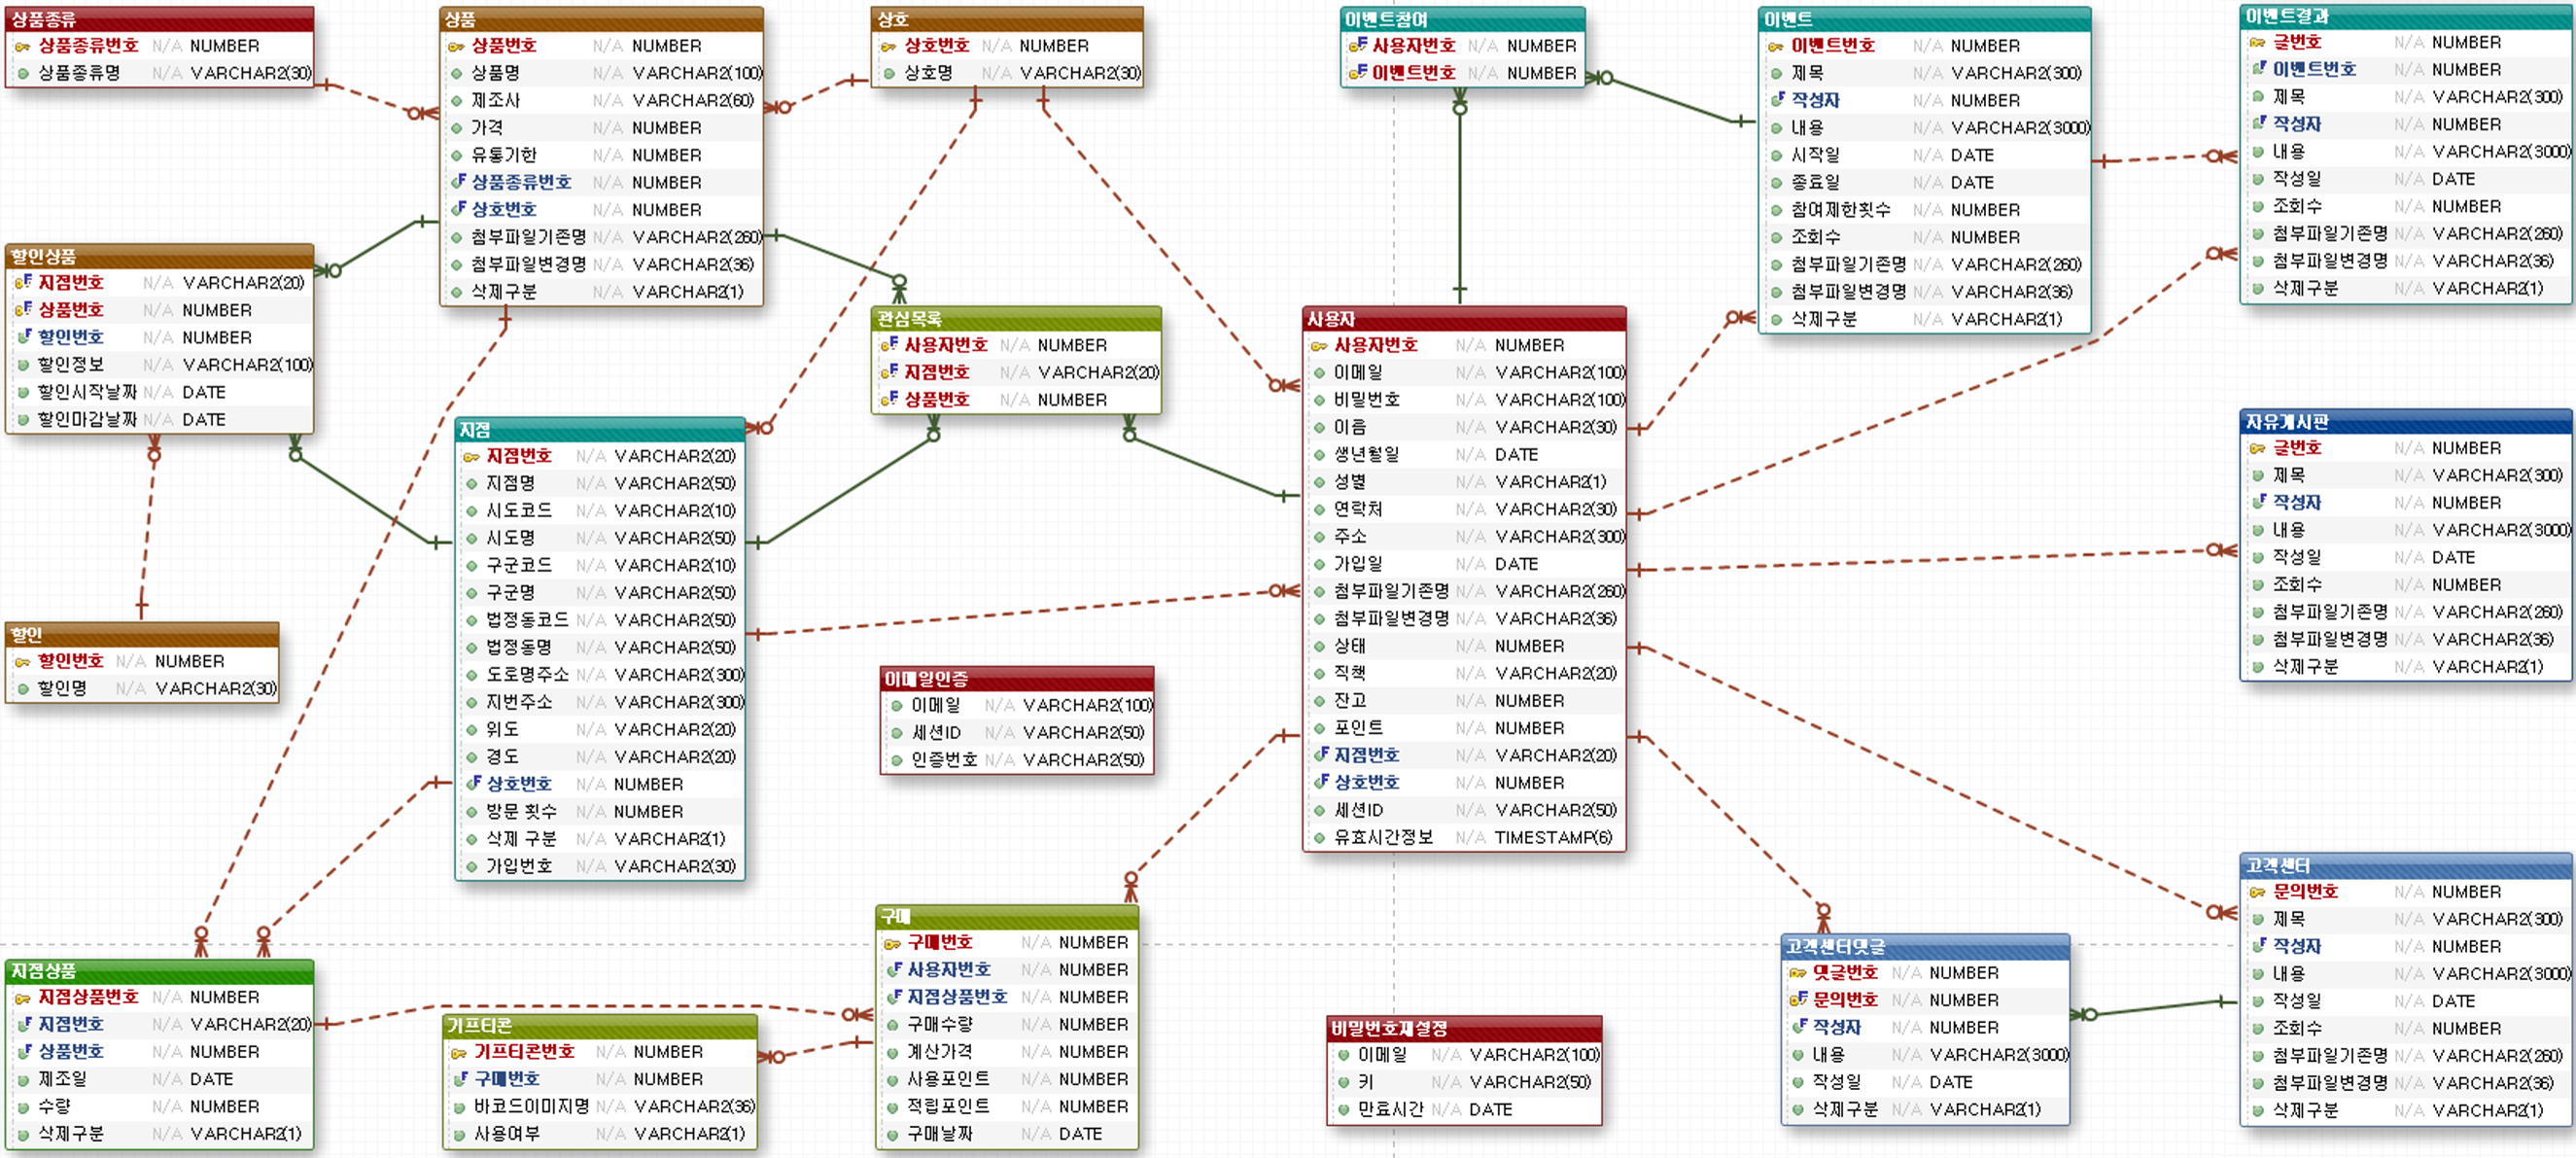 상품종류
상품종류번호 N/A NUMBER
상품종류명 N/A VARCHAR2(30)
상품
상품번호 N/A NUMBER
상품명 N/A VARCHAR2(100)
제조사 N/A VARCHAR2(60)
가격 N/A NUMBER
유통기한 N/A NUMBER
상품종류번호 N/A NUMBER
상호번호 N/A NUMBER
첨부파일기존명 N/A VARCHAR2(260)
첨부파일변경명 N/A VARCHAR2(36)
삭제구분 N/A VARCHAR2(1)
상호
상호번호 N/A NUMBER
상호명 N/A VARCHAR2(30)
이벤트참여
사용자번호 N/A NUMBER
이벤트번호 N/A NUMBER
이벤트
이벤트번호 N/A NUMBER
제목 N/A VARCHAR2(300)
작성자 N/A NUMBER
내용 N/A VARCHAR2(3000)
시작일 N/A DATE
종료일 N/A DATE
참여제한횟수 N/A NUMBER
조회수 N/A NUMBER
첨부파일기존명 N/A VARCHAR2(260)
첨부파일변경명 N/A VARCHAR2(36)
삭제구분 N/A VARCHAR2(1)
이벤트결과
글번호 N/A NUMBER
이벤트번호 N/A NUMBER
제목 N/A VARCHAR2(300)
작성자 N/A NUMBER
내용 N/A VARCHAR2(3000)
작성일 N/A DATE
조회수 N/A NUMBER
첨부파일기존명 N/A VARCHAR2(260)
첨부파일변경명 N/A VARCHAR2(36)
삭제구분 N/A VARCHAR2(1)
할인상품
지점번호 N/A VARCHAR2(20)
상품번호 N/A NUMBER
할인번호 N/A NUMBER
할인정보 N/A VARCHAR2(100)
할인시작날짜 N/A DATE
할인마감날짜 N/A DATE
관심목록
사용자번호 N/A NUMBER
지점번호 N/A VARCHAR2(20)
상품번호 N/A NUMBER
사용자
사용자번호 N/A NUMBER
이메일 N/A VARCHAR2(100)
비밀번호 N/A VARCHAR2(100)
이름 N/A VARCHAR2(30)
생년월일 N/A DATE
성별 N/A VARCHAR2(1)
연락처 N/A VARCHAR2(30)
주소 N/A VARCHAR2(300)
가입일 N/A DATE
첨부파일기존명 N/A VARCHAR2(260)
첨부파일변경명 N/A VARCHAR2(36)
상태 N/A NUMBER
직책 N/A VARCHAR2(20)
잔고 N/A NUMBER
포인트 N/A NUMBER
지점번호 N/A VARCHAR2(20)
상호번호 N/A NUMBER
세션ID N/A VARCHAR2(50)
유효시간정보 N/A TIMESTAMP(6)
지점
지점번호 N/A VARCHAR2(20)
지점명 N/A VARCHAR2(50)
시도코드 N/A VARCHAR2(10)
시도명 N/A VARCHAR2(50)
구군코드 N/A VARCHAR2(10)
구군명 N/A VARCHAR2(50)
법정동코드 N/A VARCHAR2(50)
법정동명 N/A VARCHAR2(50)
도로명주소 N/A VARCHAR2(300)
지번주소 N/A VARCHAR2(300)
위도 N/A VARCHAR2(20)
경도 N/A VARCHAR2(20)
상호번호 N/A NUMBER
방문 횟수 N/A NUMBER
삭제 구분 N/A VARCHAR2(1)
가입번호 N/A VARCHAR2(30)
자유게시판
글번호 N/A NUMBER
제목 N/A VARCHAR2(300)
작성자 N/A NUMBER
내용 N/A VARCHAR2(3000)
작성일 N/A DATE
조회수 N/A NUMBER
첨부파일기존명 N/A VARCHAR2(260)
첨부파일변경명 N/A VARCHAR2(36)
삭제구분 N/A VARCHAR2(1)
할인
할인번호 N/A NUMBER
할인명 N/A VARCHAR2(30)
이메일인증
이메일 N/A VARCHAR2(100)
세션ID N/A VARCHAR2(50)
인증번호 N/A VARCHAR2(50)
지점상품
지점상품번호 N/A NUMBER
지점번호 N/A VARCHAR2(20)
상품번호 N/A NUMBER
제조일 N/A DATE
수량 N/A NUMBER
삭제구분 N/A VARCHAR2(1)
기프티콘
기프티콘번호 N/A NUMBER
구매번호 N/A NUMBER
바코드이미지명 N/A VARCHAR2(36)
사용여부 N/A VARCHAR2(1)
구매
구매번호 N/A NUMBER
사용자번호 N/A NUMBER
지점상품번호 N/A NUMBER
구매수량 N/A NUMBER
계산가격 N/A NUMBER
사용포인트 N/A NUMBER
적립포인트 N/A NUMBER
구매날짜 N/A DATE
비밀번호재설정
이메일 N/A VARCHAR2(100)
키 N/A VARCHAR2(50)
만료시간 N/A DATE
고객센터댓글
댓글번호 N/A NUMBER
문의번호 N/A NUMBER
작성자 N/A NUMBER
내용 N/A VARCHAR2(3000)
작성일 N/A DATE
삭제구분 N/A VARCHAR2(1)
고객센터
문의번호 N/A NUMBER
제목 N/A VARCHAR2(300)
작성자 N/A NUMBER
내용 N/A VARCHAR2(3000)
작성일 N/A DATE
조회수 N/A NUMBER
첨부파일기존명 N/A VARCHAR2(260)
첨부파일변경명 N/A VARCHAR2(36)
삭제구분 N/A VARCHAR2(1)